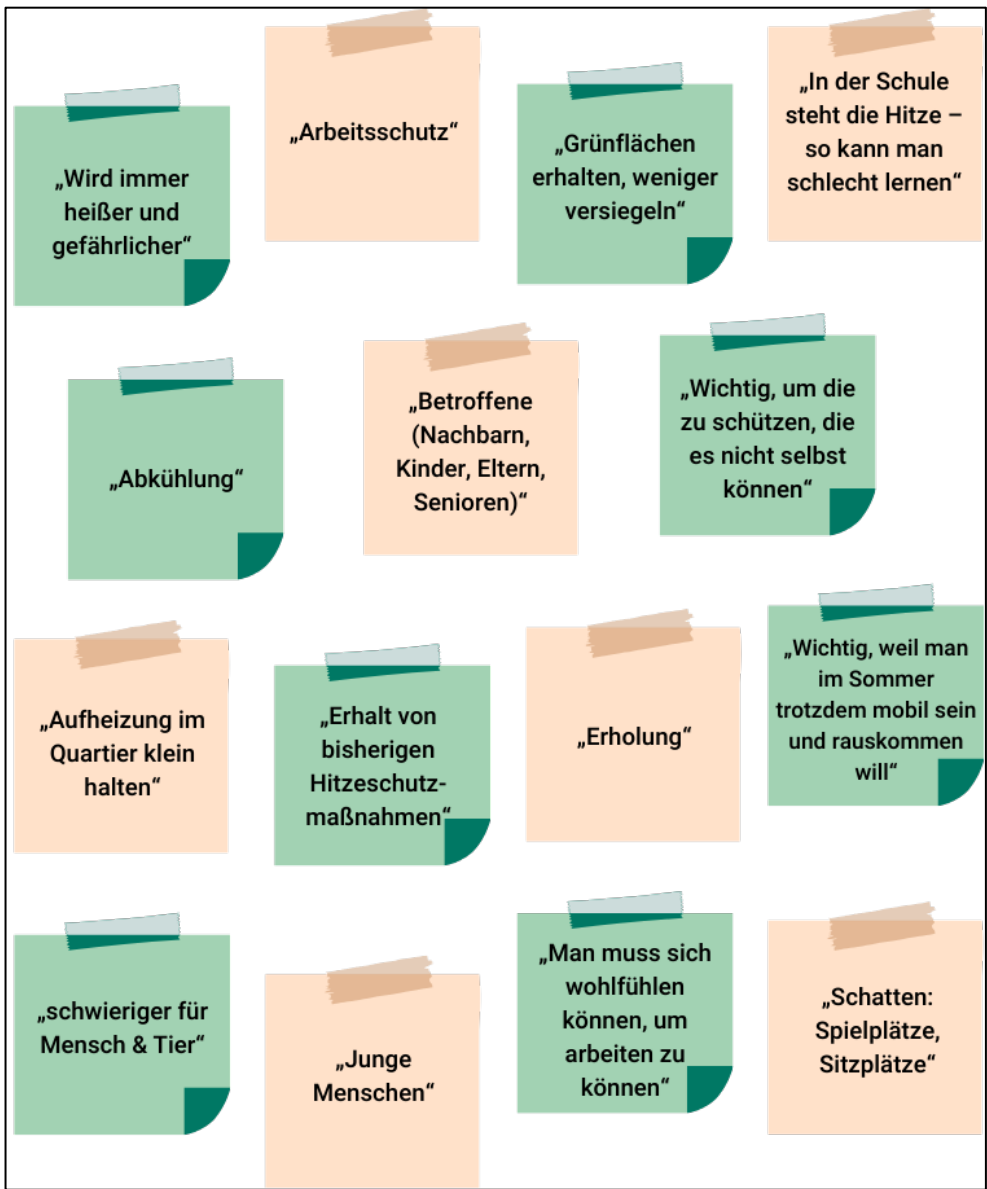 „Wird immer
heißer und
gefährlicher“
„Arbeitsschutz“
„Grünflächen
erhalten, weniger
versiegeln“
„In der Schule
steht die Hitze –
so kann man
schlecht lernen“
„Abkühlung“
„Betroffene
(Nachbarn,
Kinder, Eltern,
Senioren)“
„Wichtig, um die
zu schützen, die
es nicht selbst
können“
„Aufheizung im
Quartier klein
halten“
„Erhalt von
bisherigen
Hitzeschutz-
maßnahmen“
„Erholung“
„Wichtig, weil man
im Sommer
trotzdem mobil sein
und rauskommen
will“
„schwieriger für
Mensch & Tier“
„Junge
Menschen“
„Man muss sich
wohlfühlen
können, um
arbeiten zu
können“
„Schatten:
Spielplätze,
Sitzplätze“